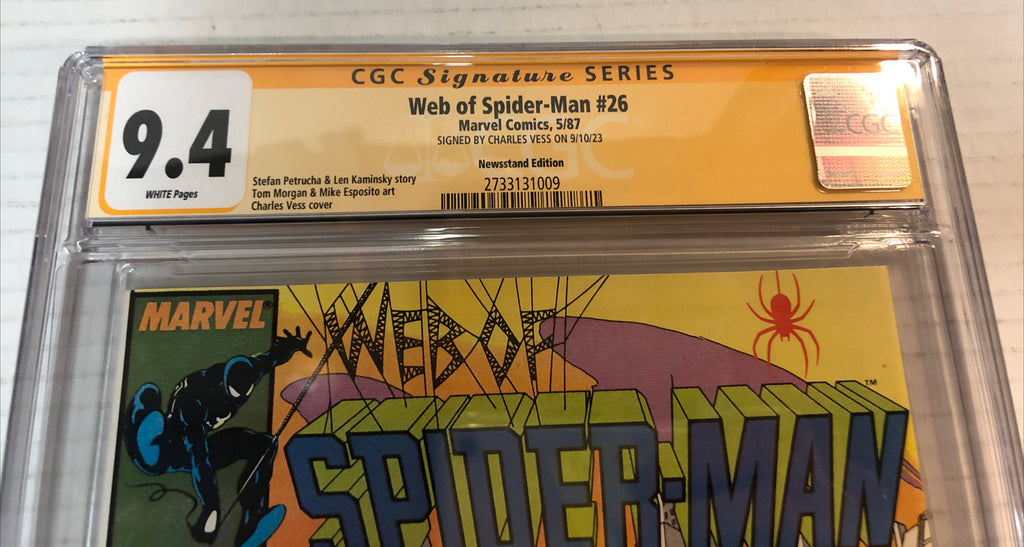 CGC Signature SERIES
Web of Spider-Man #26
Marvel Comics, 5/87
SIGNED BY CHARLES VESS ON 9/10/23
Newsstand Edition
2733131009
9.4
WHITE Pages
Stefan Petrucha & Len Kaminsky story
Tom Morgan & Mike Esposito art
Charles Vess cover
CGC
CGC
MARVEL®
WEB OF
SPIDER-MAN
™